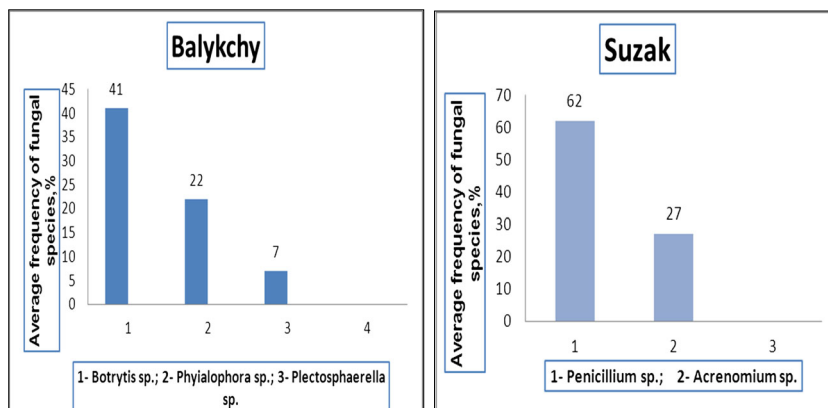 Balykchy
Average frequency of fungal
species,%
45
40
35
30
25
20
15
10
5
0
41
22
7
1 2 3 4
1- Botrytis sp.; 2- Phyialophora sp.; 3- Plectosphaerella
sp.
Suzak
Average frequency of fungal
species,%
70
60
50
40
30
20
10
0
62
27
1 2 3
1- Penicillium sp.; 2- Acrenomium sp.